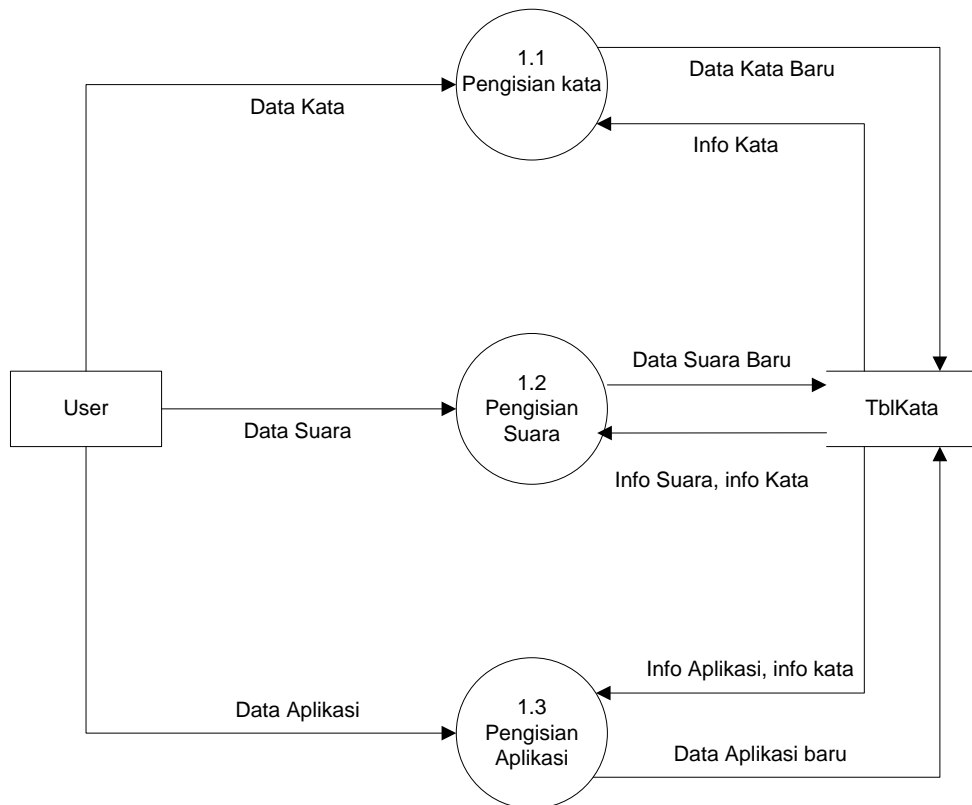 1.1
Pengisian kata
Data Kata Baru
Data Kata
Info Kata
User
1.2
Pengisian
Suara
Data Suara Baru
TblKata
Data Suara
Info Suara, info Kata
Info Aplikasi, info kata
Data Aplikasi
1.3
Pengisian
Aplikasi
Data Aplikasi baru